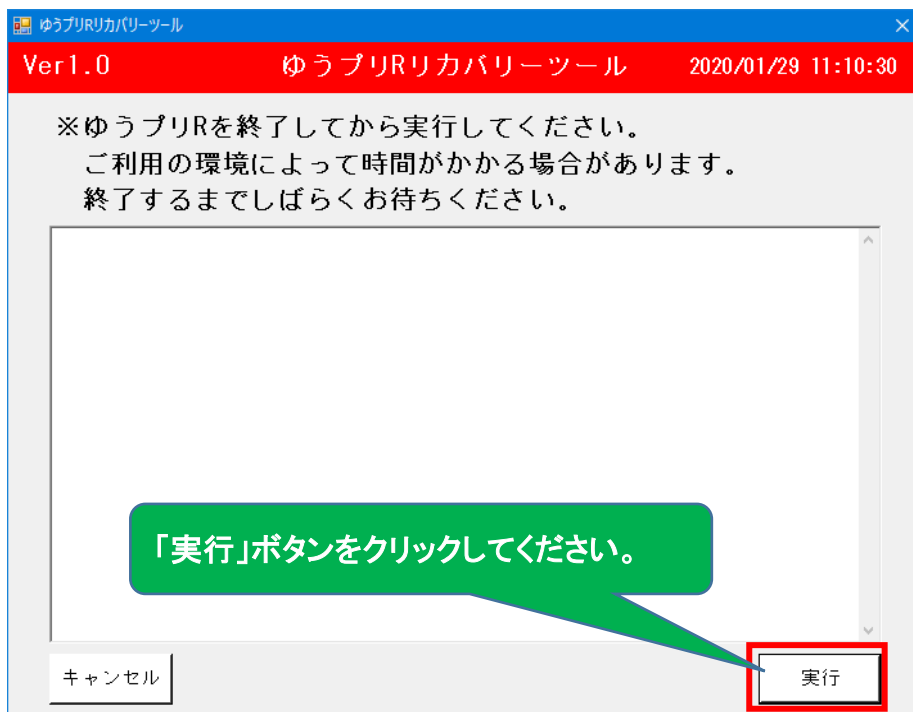 ゆうプリRリカバリーツール
Ver1.0 ゆうプリRリカバリーツール 2020/01/29 11:10:30
※ゆうプリRを終了してから実行してください。
ご利用の環境によって時間がかかる場合があります。
終了するまでしばらくお待ちください。
「実行」ボタンをクリックしてください。
キャンセル 実行